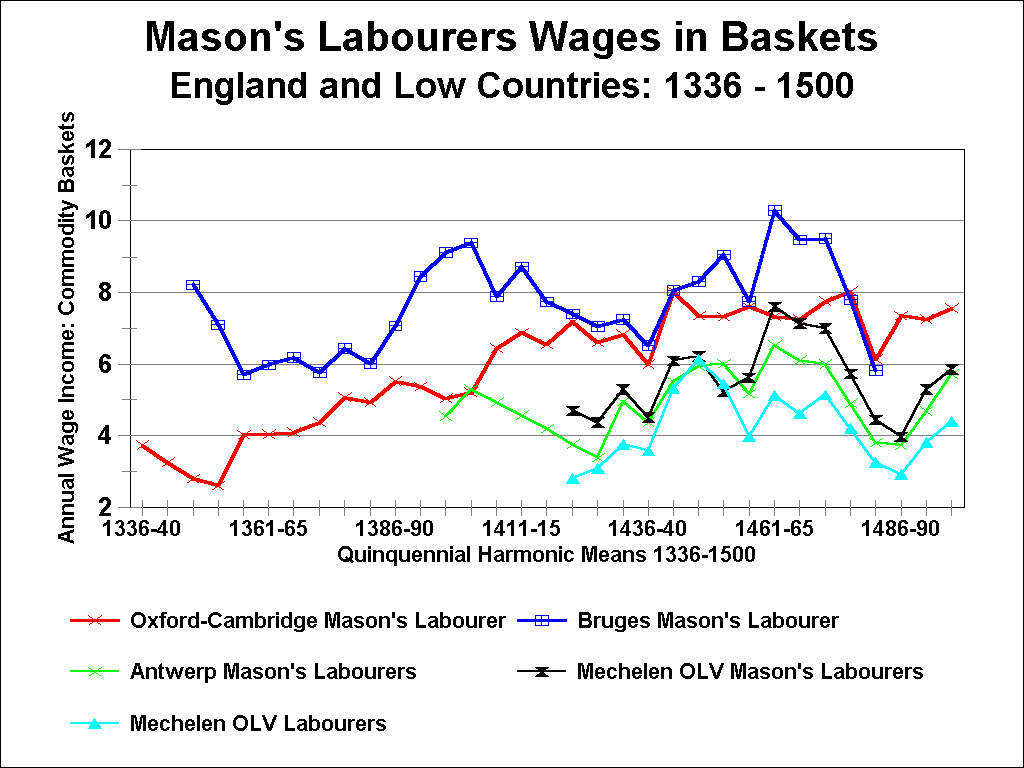 Mason's Labourers Wages in Baskets
England and Low Countries: 1336 - 1500
Annual Wage Income: Commodity Baskets
12
10
8
6
4
2
1336-40 1361-65 1386-90 1411-15 1436-40 1461-65 1486-90
Quinquennial Harmonic Means 1336-1500
Oxford-Cambridge Mason's Labourer Bruges Mason's Labourer
Antwerp Mason's Labourers Mechelen OLV Mason's Labourers
Mechelen OLV Labourers